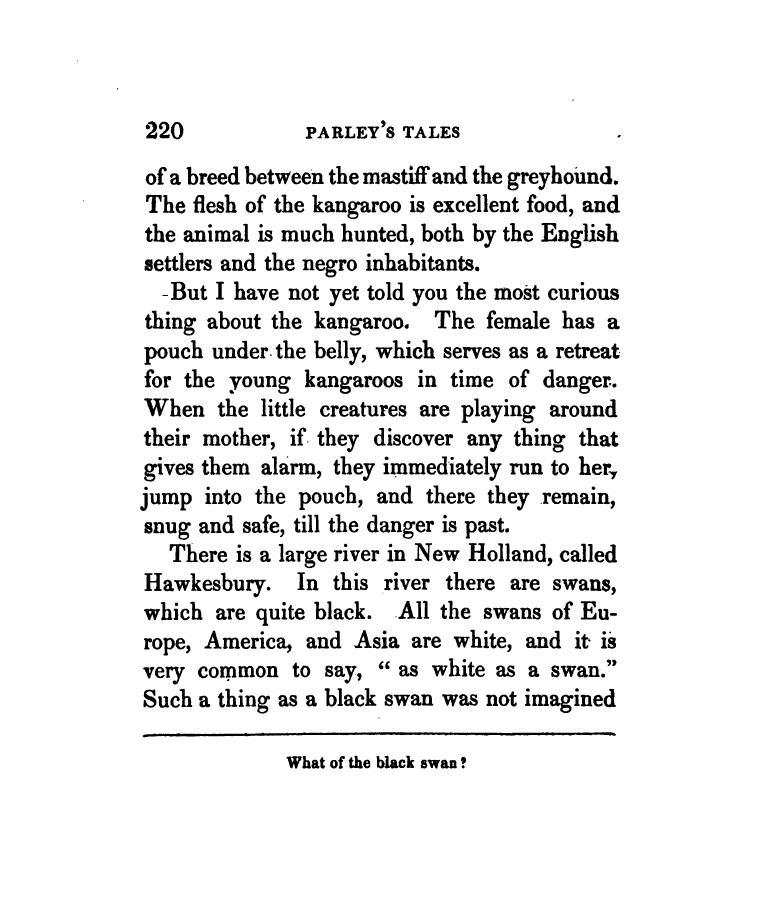 220 PARLEY'S TALES
of a breed between the mastiff and the greyhound.
The flesh of the kangaroo is excellent food, and
the animal is much hunted, both by the English
settlers and the negro inhabitants.
-But I have not yet told you the most curious
thing about the kangaroo. The female has a
pouch under the belly, which serves as a retreat
for the young kangaroos in time of danger.
When the little creatures are playing around
their mother, if they discover any thing that
gives them alarm, they immediately run to her,
jump into the pouch, and there they remain,
snug and safe, till the danger is past.
There is a large river in New Holland, called
Hawkesbury. In this river there are swans,
which are quite black. All the swans of Eu-
rope, America, and Asia are white, and it is
very common to say, " as white as a swan."
Such a thing as a black swan was not imagined
What of the black swan?